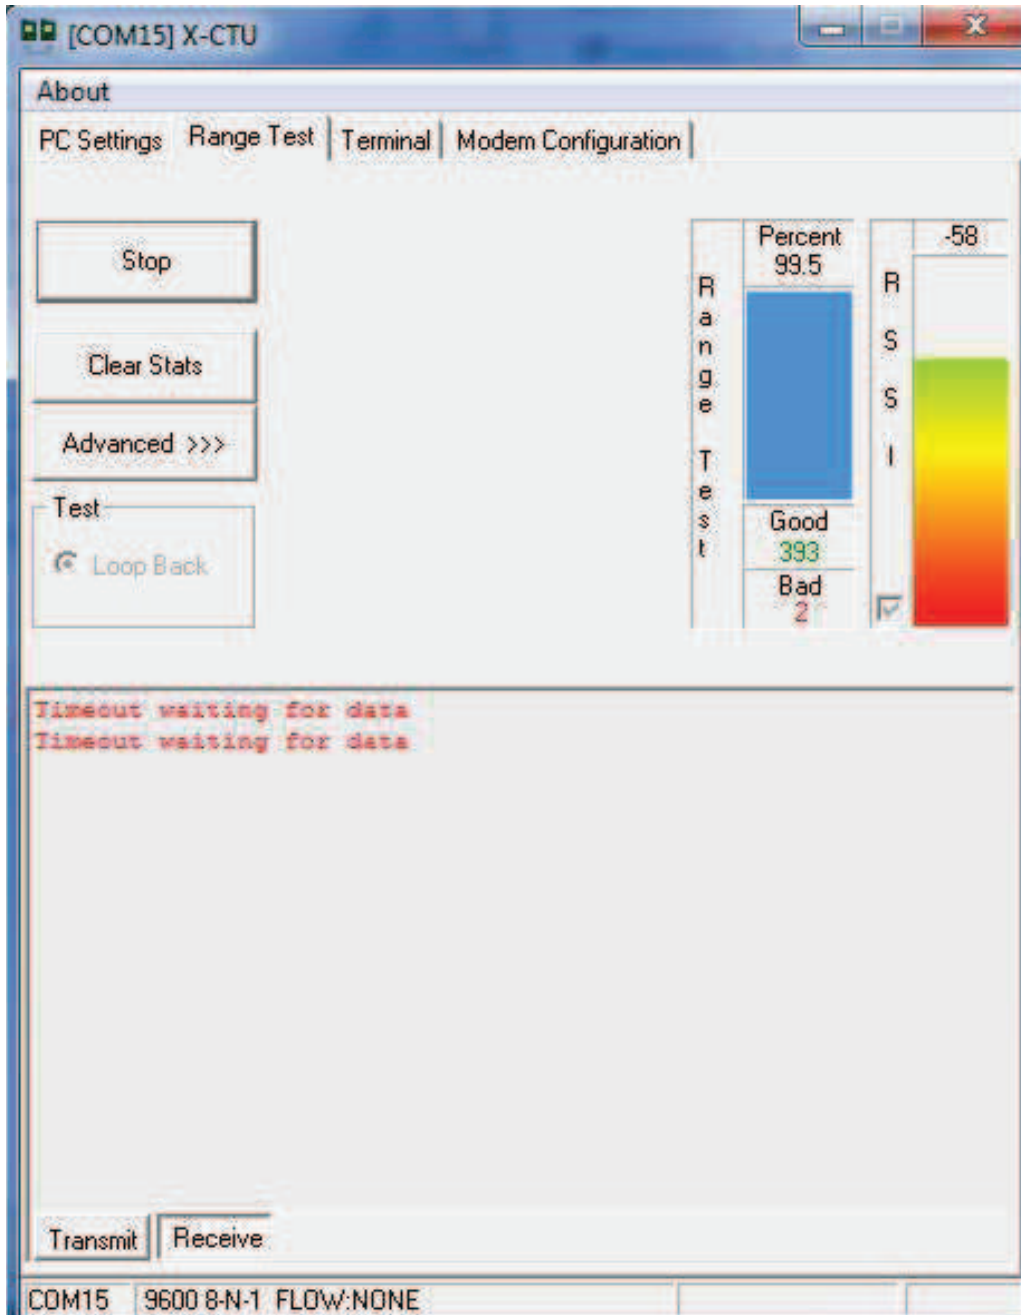 [COM15] X-CTU
About
PC Settings Range Test Terminal Modem Configuration
Stop
Clear Stats
Advanced >>>
Test
Loop Back
Range Test
Percent
99.5
Good
393
Bad
2
RSSI
-58
Timeout waiting for data
Timeout waiting for data
Transmit Receive
COM15 9600 8-N-1 FLOW:NONE